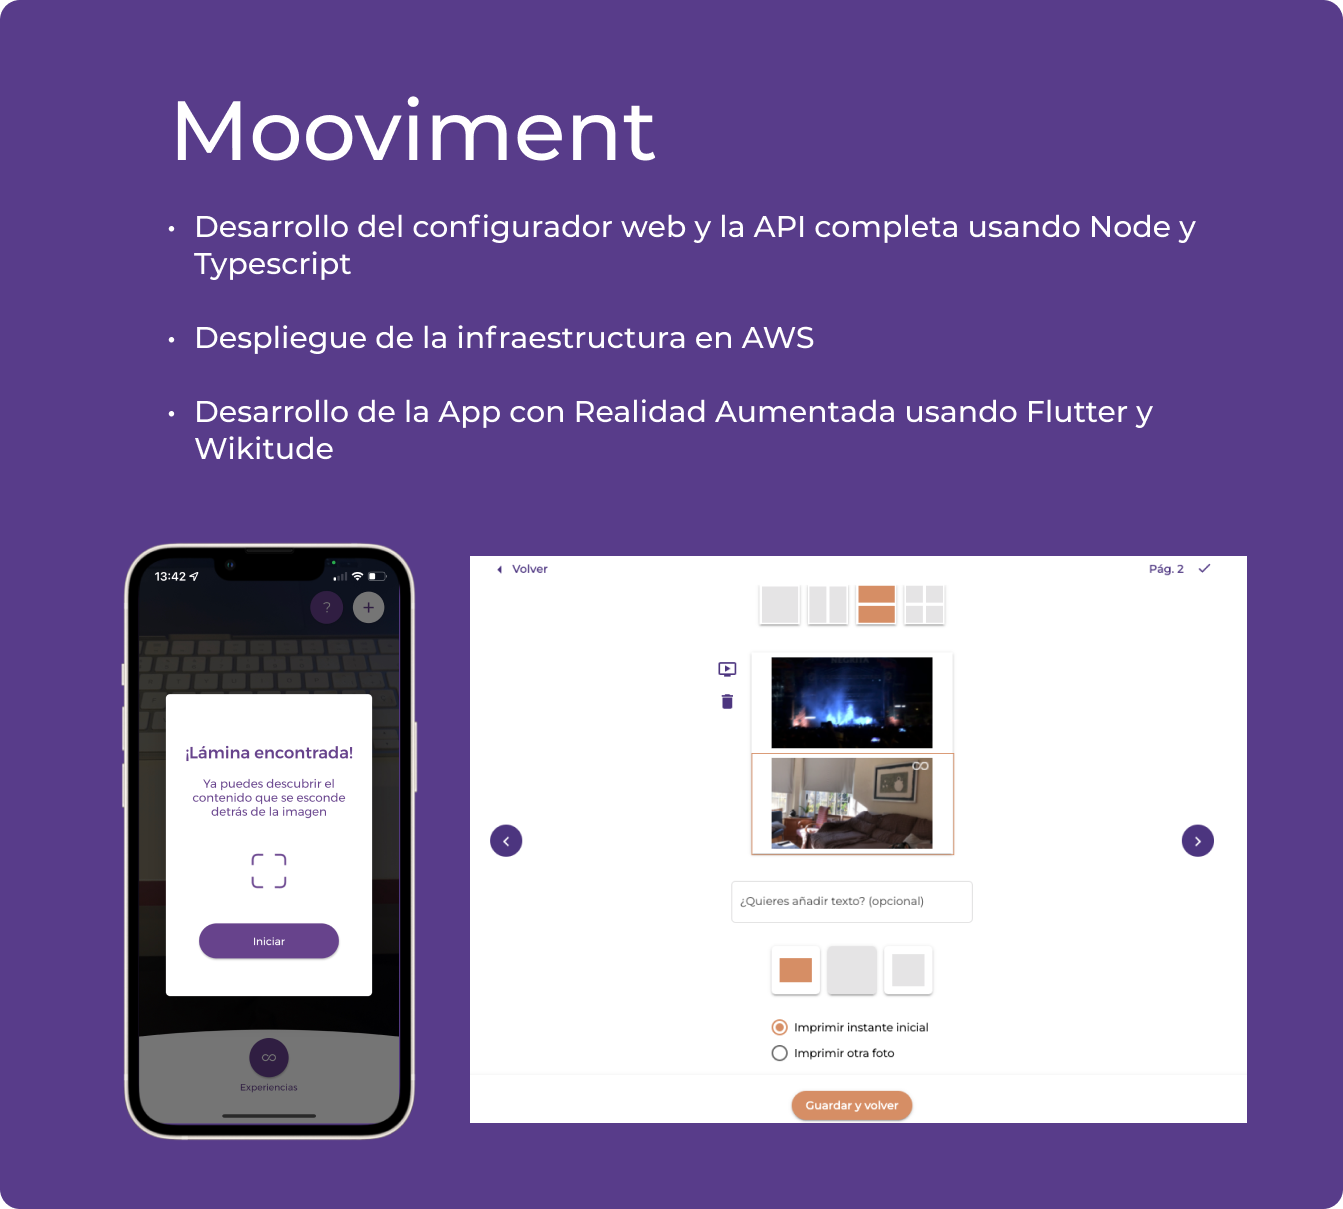 Mooviment
• Desarrollo del configurador web y la API completa usando Node y
Typescript
• Despliegue de la infraestructura en AWS
• Desarrollo de la App con Realidad Aumentada usando Flutter y
Wikitude
13:42
?
+
¡Lámina encontrada!
Ya puedes descubrir el
contenido que se esconde
detrás de la imagen
Iniciar
Experiencias
Volver
Pág. 2
NEGRITA
¿Quieres añadir texto? (opcional)
Imprimir instante inicial
Imprimir otra foto
Guardar y volver